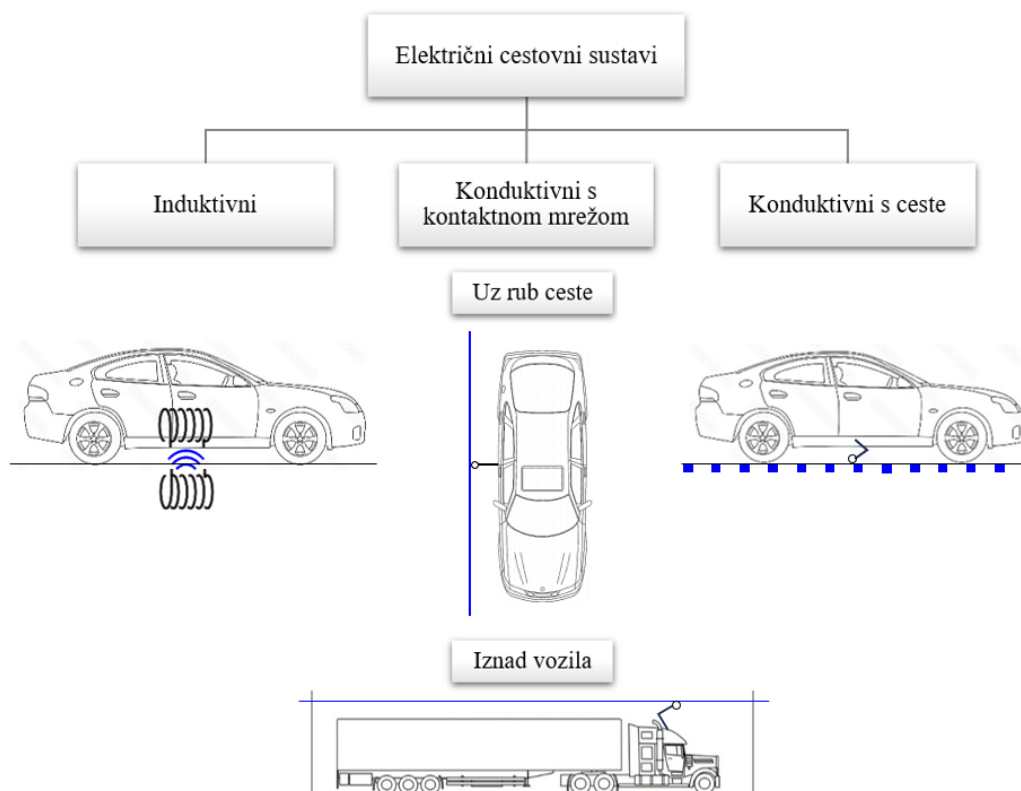 Električni cestovni sustavi
Induktivni
Konduktivni s
kontaktnom mrežom
Konduktivni s ceste
Uz rub ceste
Iznad vozila